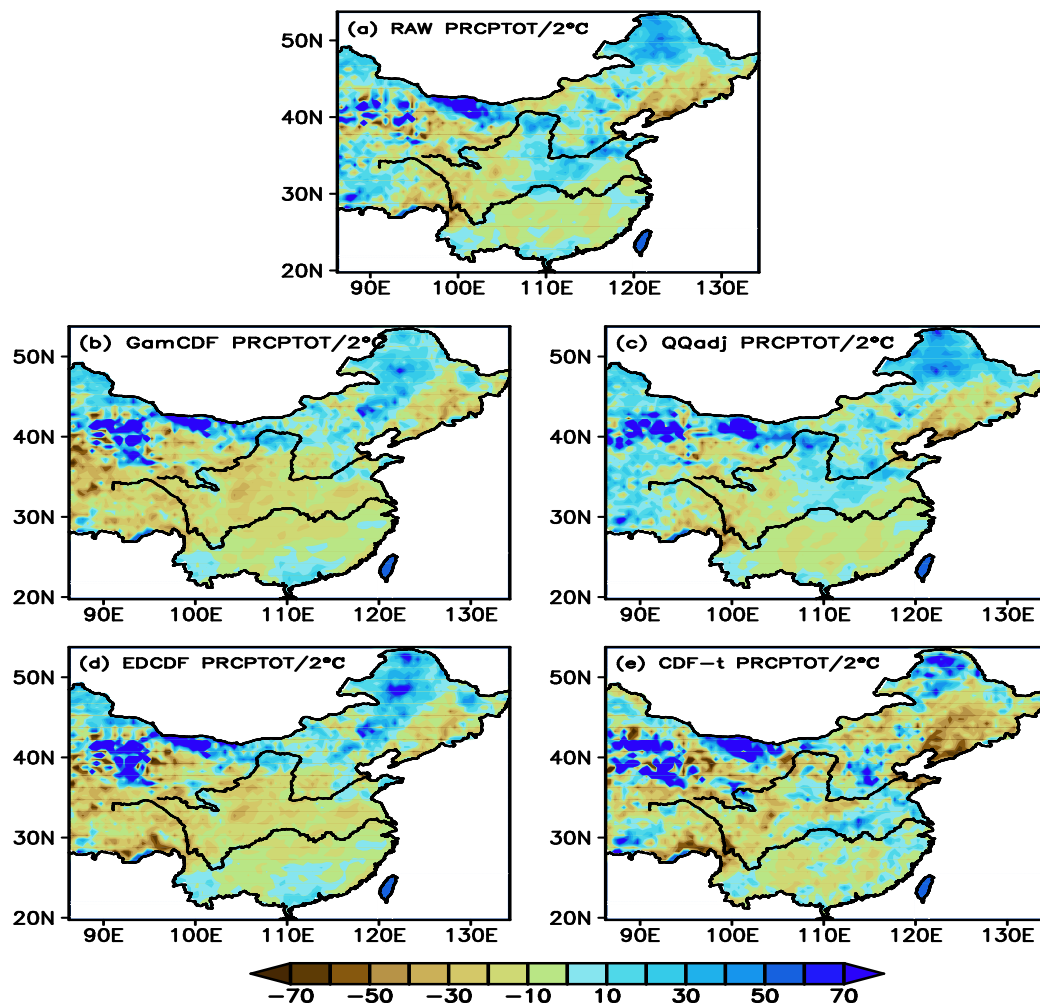 (a) RAW PRCPTOT/2°C
50N
40N
30N
20N
90E 100E 110E 120E 130E
(b) GamCDF PRCPTOT/2°C
50N
40N
30N
20N
90E 100E 110E 120E 130E
(c) QQadj PRCPTOT/2°C
50N
40N
30N
20N
90E 100E 110E 120E 130E
(d) EDCDF PRCPTOT/2°C
50N
40N
30N
20N
90E 100E 110E 120E 130E
(e) CDF-t PRCPTOT/2°C
50N
40N
30N
20N
90E 100E 110E 120E 130E
-70 -50 -30 -10 10 30 50 70